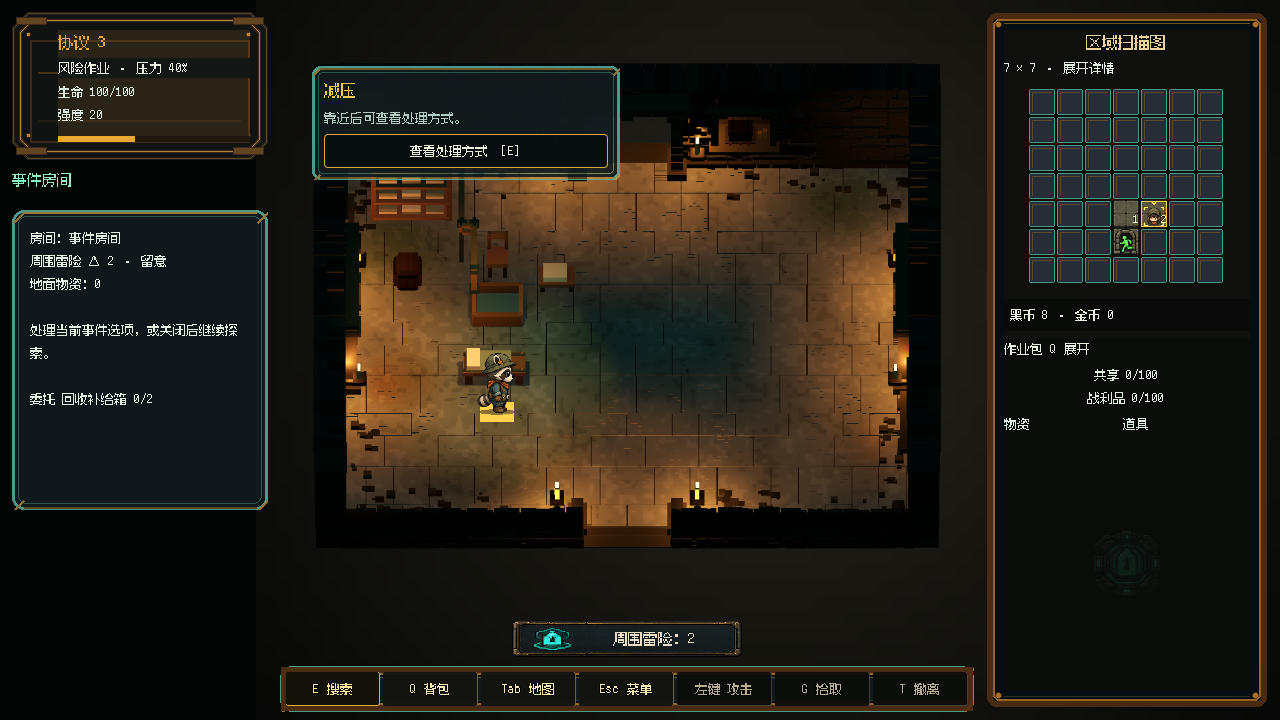 协议 3
风险作业 - 压力 40%
生命 100/100
强度 20
事件房间
房间: 事件房间
周围雷险 △ 2 - 留意
地面物资: 0
处理当前事件选项, 或关闭后继续探
索。
委托 回收补给箱 0/2
减压
靠近后可查看处理方式。
查看处理方式 [E]
区域扫描图
7 × 7 - 展开详情
1
2
黑币 8 - 金币 0
作业包 Q 展开
共享 0/100
战利品 0/100
物资 道具
周围雷险: 2
E 搜索
Q 背包
Tab 地图
Esc 菜单
左键 攻击
G 拾取
T 撤离